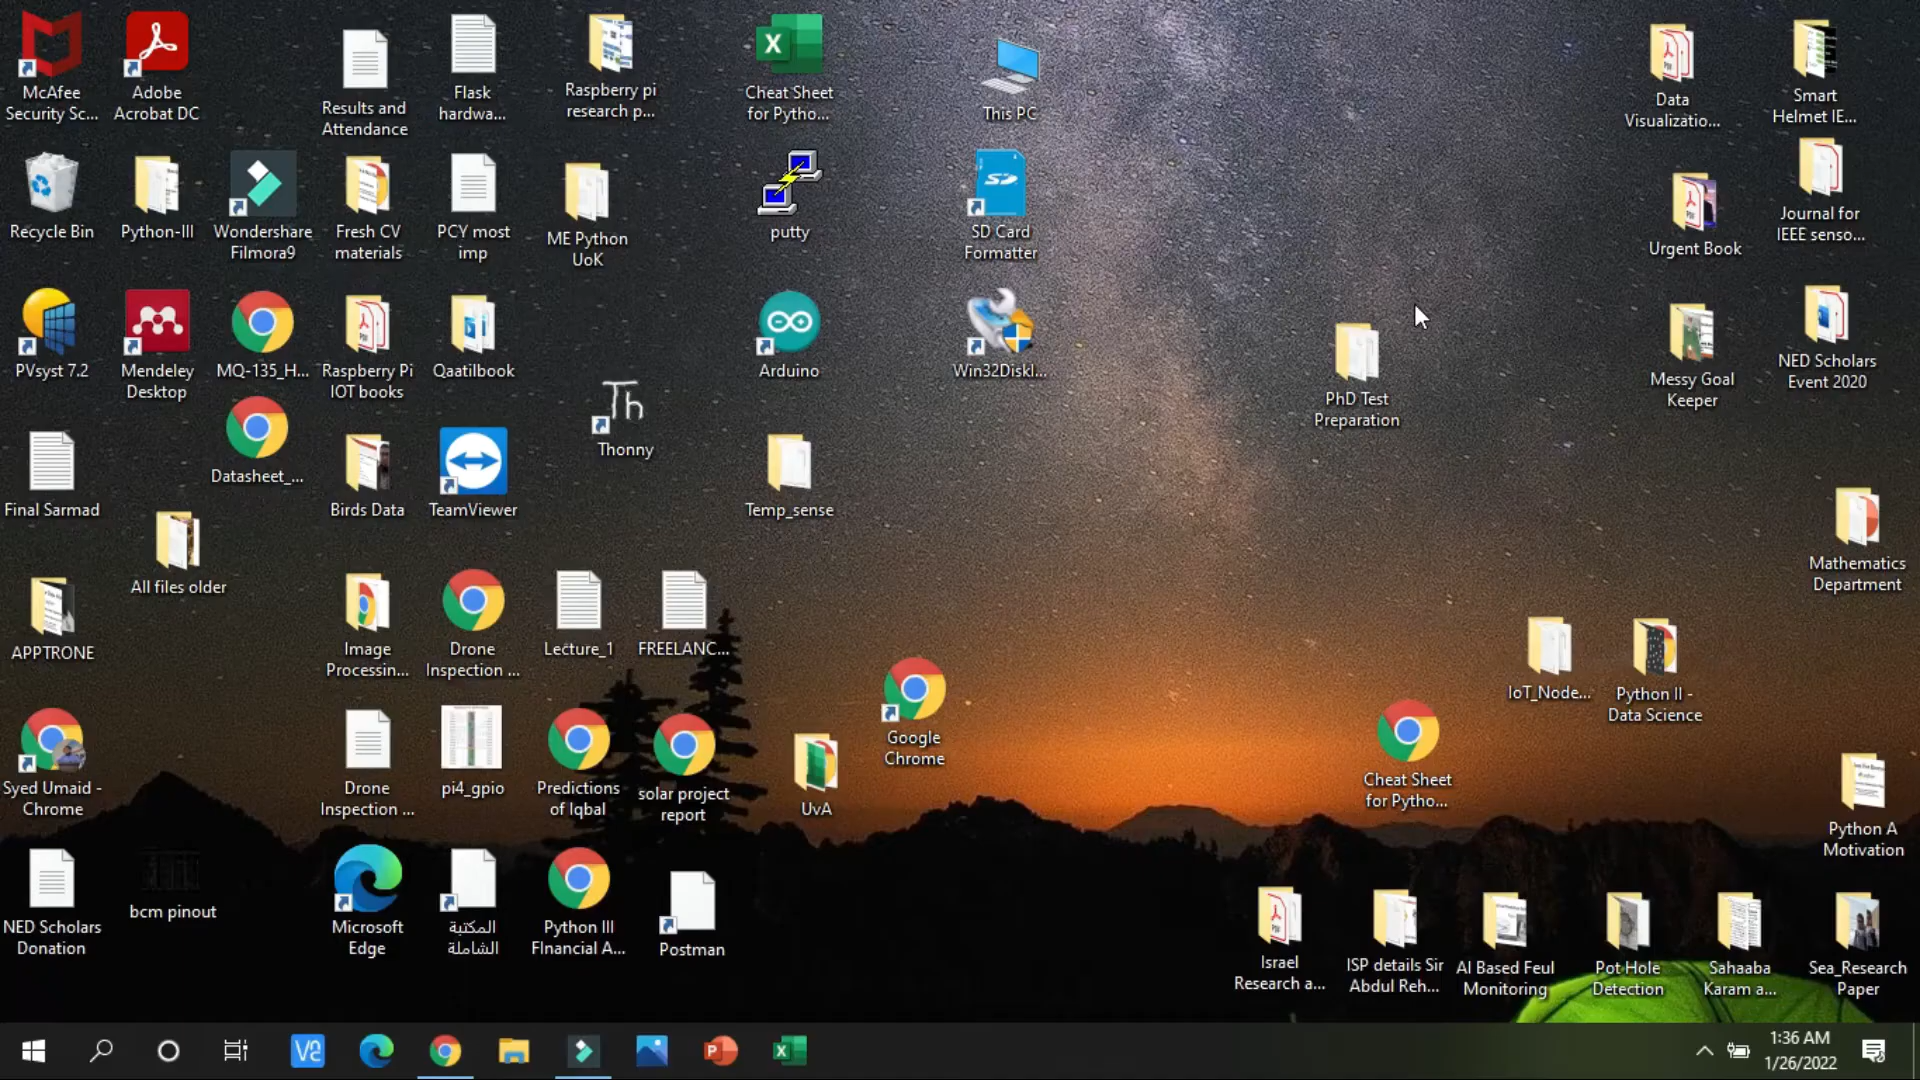 McAfee
Security Sc...
Adobe
Acrobat DC
Results and
Attendance
Flask
hardwa...
Raspberry pi
research p...
Cheat Sheet
for Pytho...
This PC
Data
Visualizatio...
Smart
Helmet IE...
Recycle Bin
Python-III
Wondershare
Filmora9
Fresh CV
materials
PCY most
imp
ME Python
UoK
putty
SD Card
Formatter
Urgent Book
Journal for
IEEE senso...
PVsyst 7.2
Mendeley
Desktop
MQ-135_H...
Raspberry Pi
IOT books
Qaatilbook
Th
Thonny
Arduino
Win32DiskI...
PhD Test
Preparation
Messy Goal
Keeper
NED Scholars
Event 2020
Final Sarmad
Datasheet_...
Birds Data
TeamViewer
Temp_sense
All files older
Mathematics
Department
APPTRONE
Image
Processin...
Drone
Inspection ...
Lecture_1
FREELANC...
IoT_Node...
Python II -
Data Science
Syed Umaid -
Chrome
Drone
Inspection ...
pi4_gpio
Predictions
of Iqbal
solar project
report
UvA
Google
Chrome
Cheat Sheet
for Pytho...
Python A
Motivation
NED Scholars
Donation
bcm pinout
Microsoft
Edge
المكتبة
الشاملة
Python III
FInancial A...
Postman
Israel
Research a...
ISP details Sir
Abdul Reh...
AI Based Feul
Monitoring
Pot Hole
Detection
Sahaaba
Karam a...
Sea_Research
Paper
1:36 AM
1/26/2022